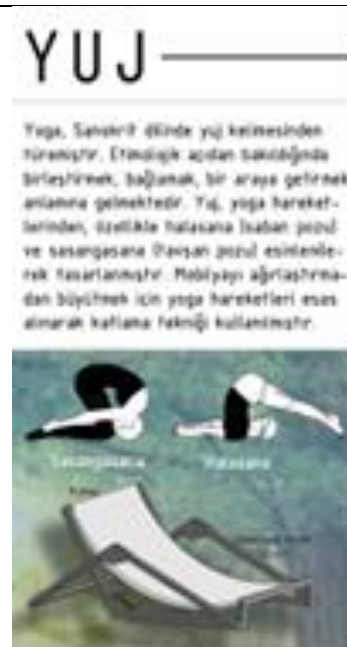 YUJ
Yoga, Sanskrit dilinde yuj kelimesinden
türemiştir. Etimolojik açıdan bakıldığında
birleştirmek, bağlamak, bir araya getirmek
anlamına gelmektedir. Yuj, yoga hareket-
lerinden, özellikle halasana (saban pozu)
ve sasangasana (tavşan pozu) esinlenile-
rek tasarlanmıştır. Mobilyayı ağırlaştırma-
dan büyütmek için yoga hareketleri esas
alınarak katlama tekniği kullanılmıştır.
Sasangasana Halasana